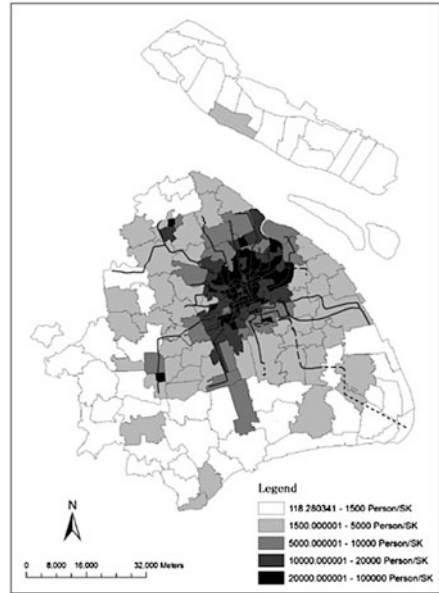 Legend
118.280341 - 1500 Person/SK
1500.000001 - 5000 Person/SK
5000.000001 - 10000 Person/SK
10000.000001 - 20000 Person/SK
20000.000001 - 100000 Person/SK
N
0 8,000 16,000 32,000 Meters